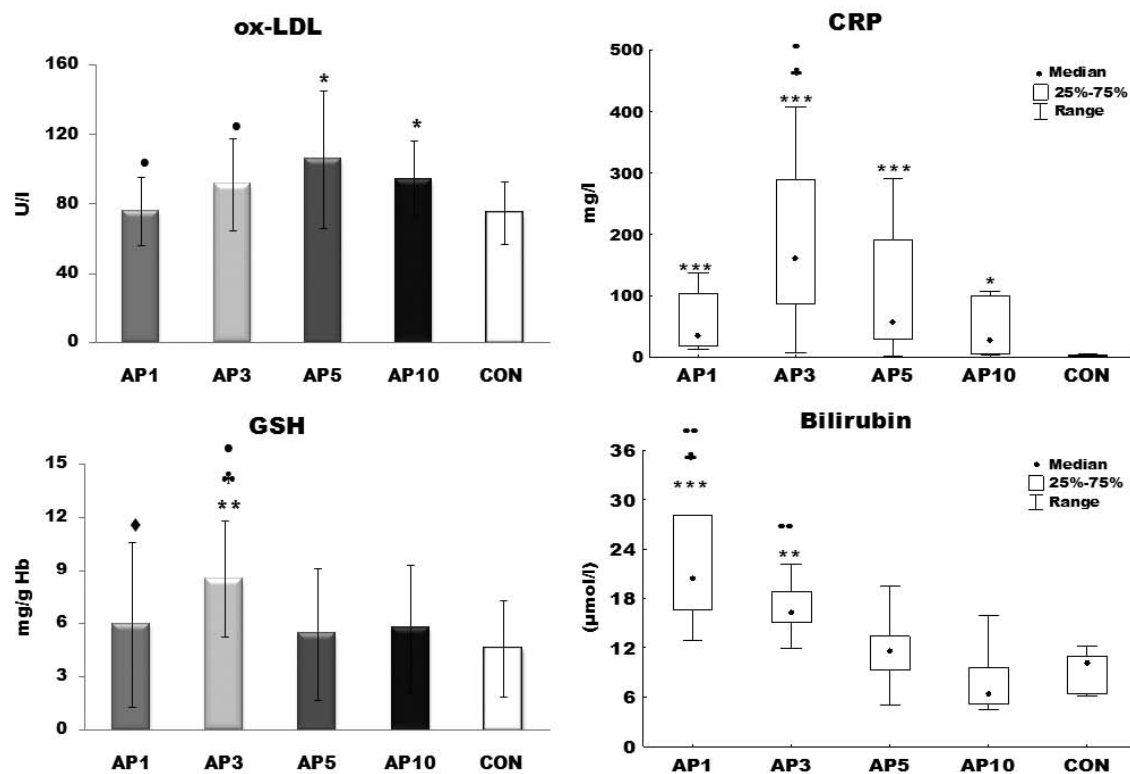 ox-LDL
160
120
80
40
0
U/l
•
•
*
*
AP1 AP3 AP5 AP10 CON
CRP
500
400
300
200
100
0
mg/l
• Median
25%-75%
Range
***
***
***
*
AP1 AP3 AP5 AP10 CON
GSH
15
12
9
6
3
0
mg/g Hb
♦
•
♣
**
AP1 AP3 AP5 AP10 CON
Bilirubin
36
30
24
18
12
6
0
(µmol/l)
• Median
25%-75%
Range
***
**
AP1 AP3 AP5 AP10 CON